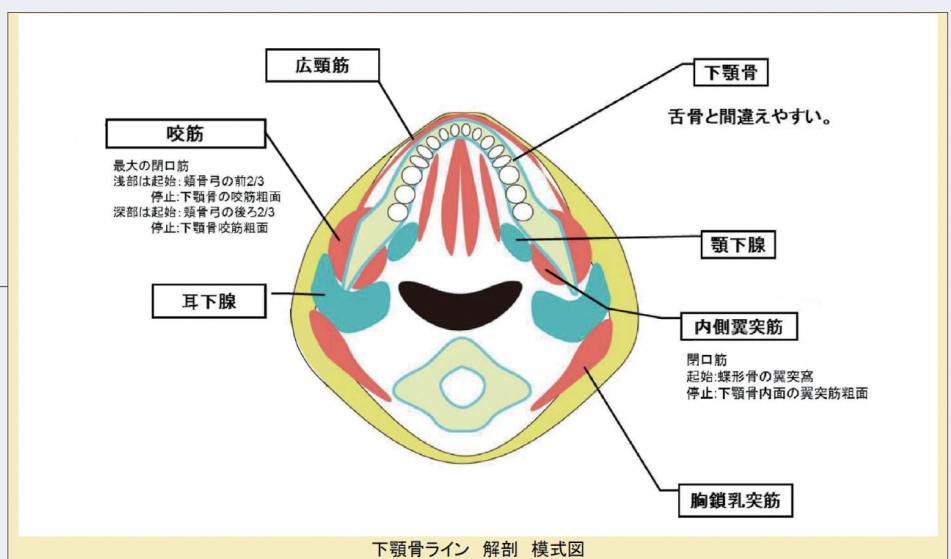 広頸筋
下顎骨
舌骨と間違えやすい。
咬筋
最大の閉口筋
浅部は起始:頬骨弓の前2/3
停止:下顎骨の咬筋粗面
深部は起始:頬骨弓の後ろ2/3
停止:下顎骨咬筋粗面
顎下腺
耳下腺
内側翼突筋
閉口筋
起始:蝶形骨の翼突窩
停止:下顎骨内面の翼突筋粗面
胸鎖乳突筋
下顎骨ライン 解剖 模式図